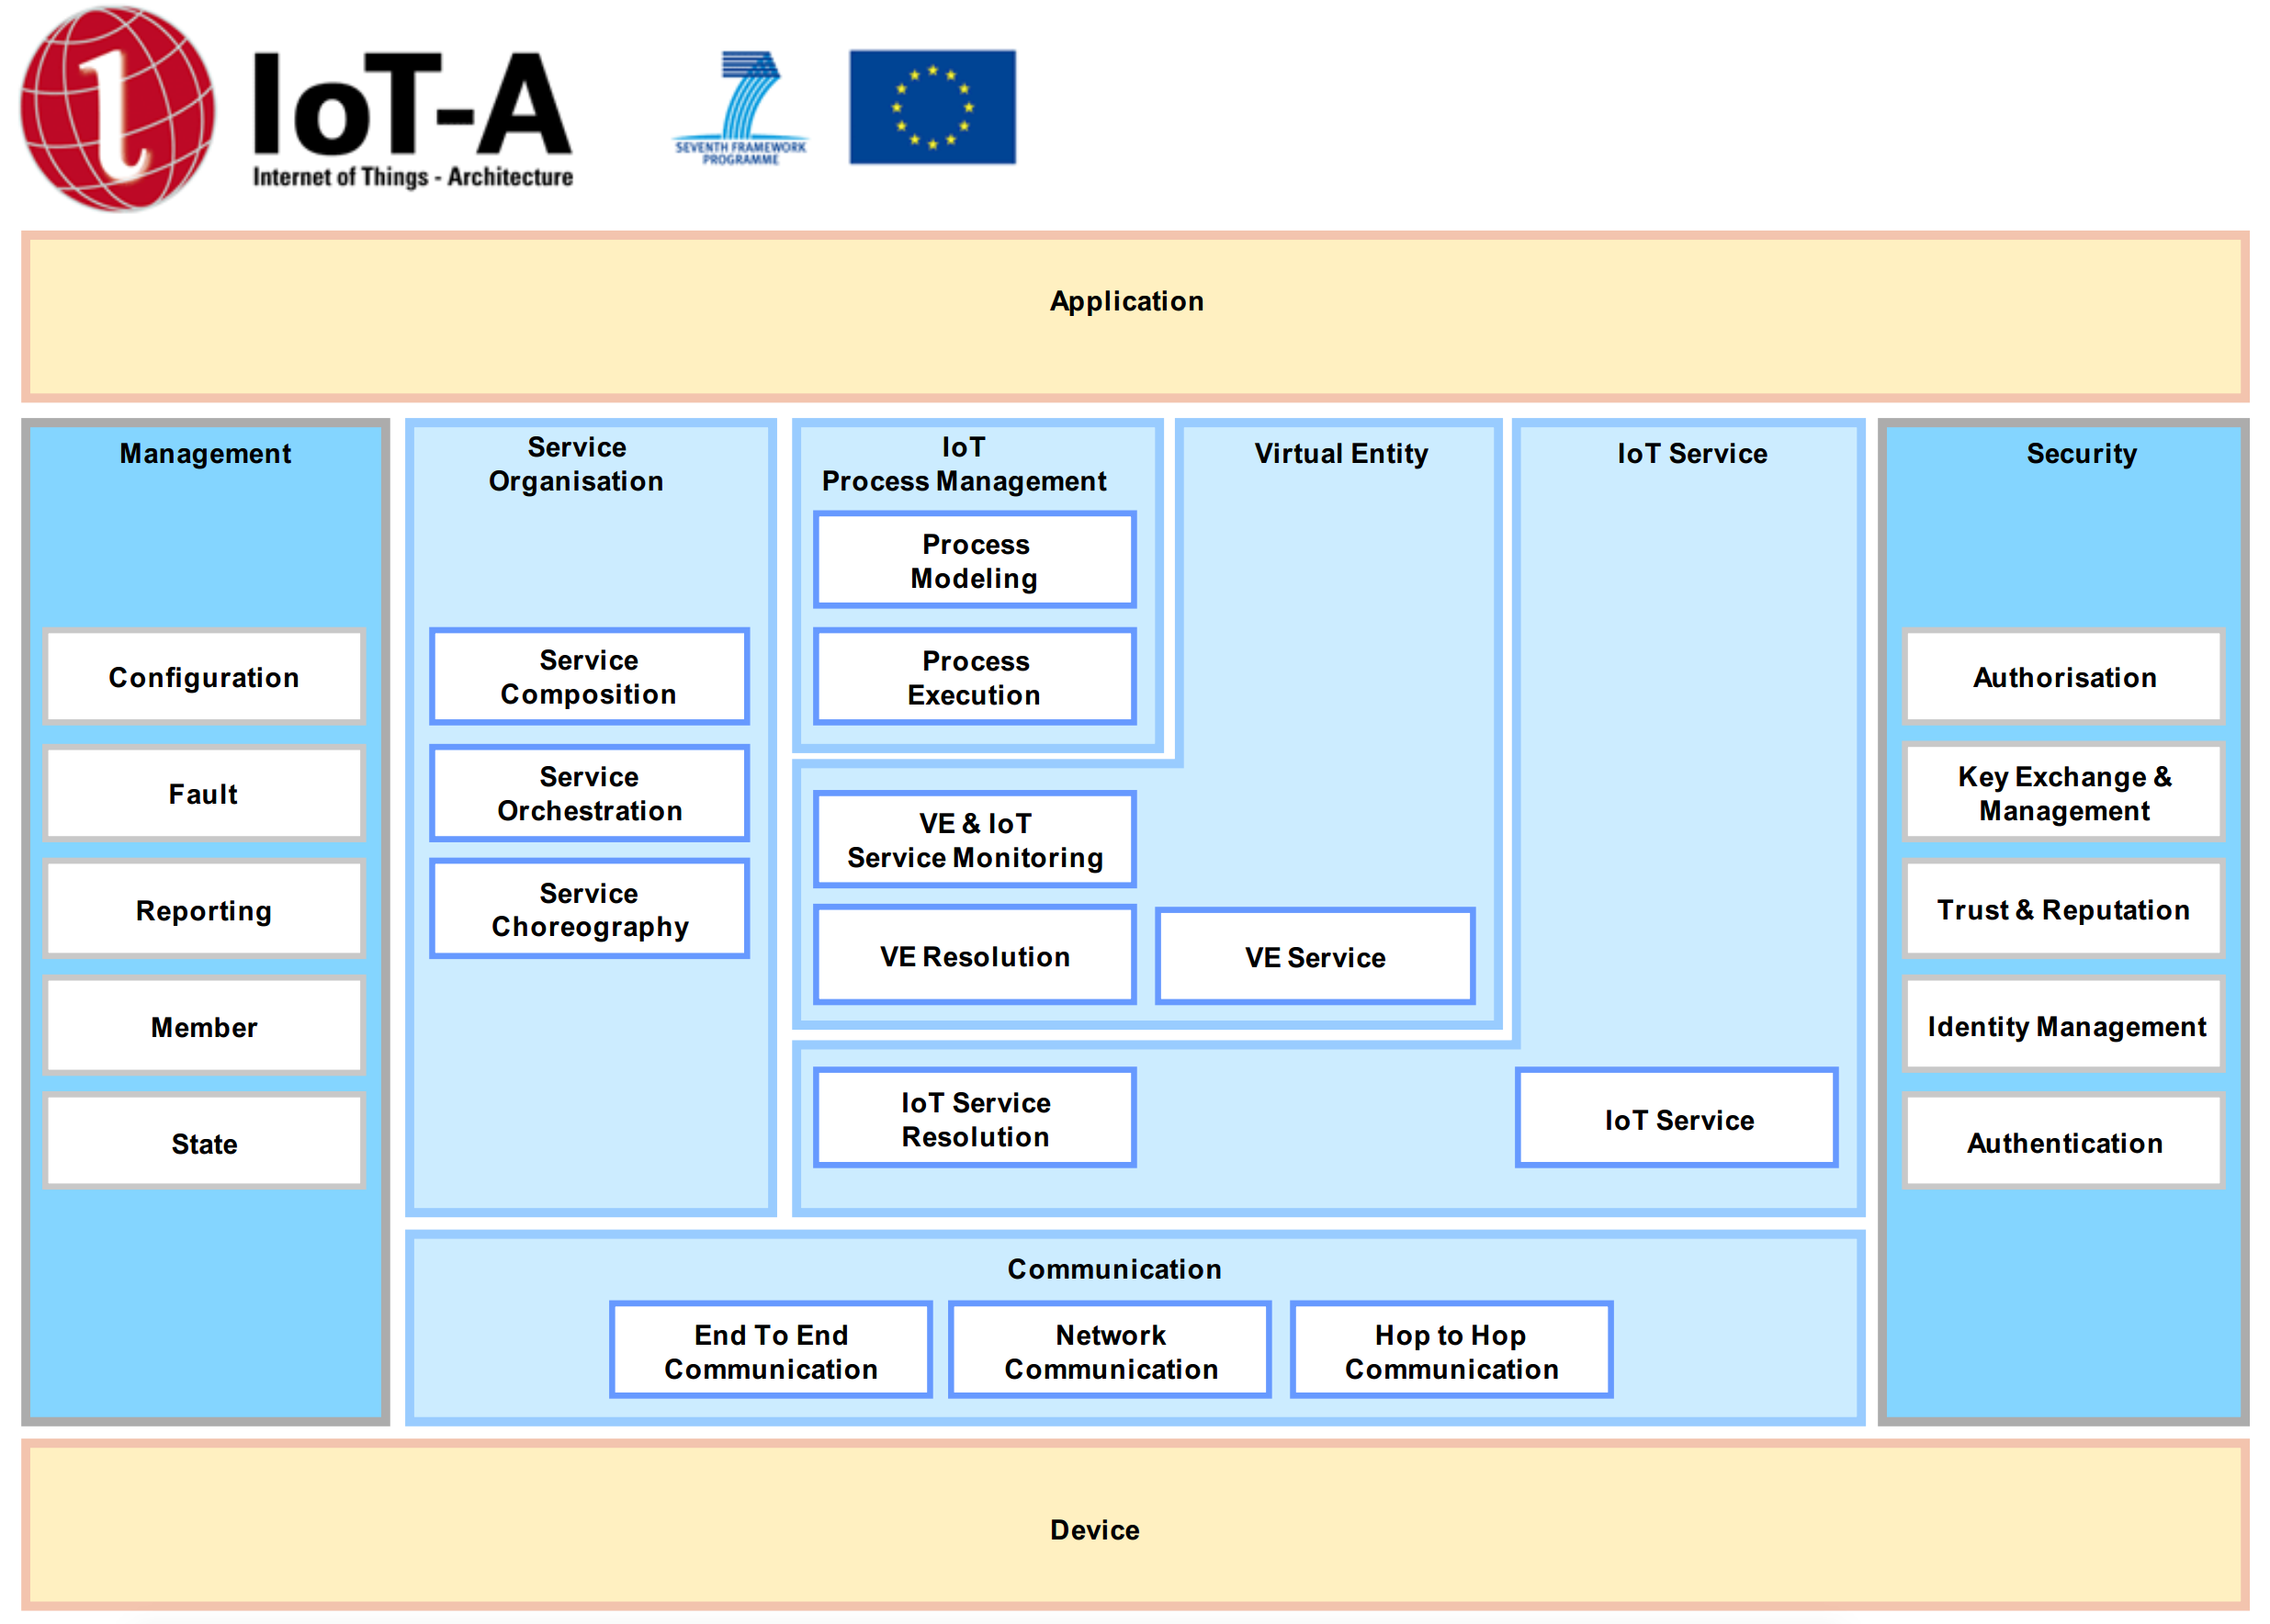 IoT-A
Internet of Things - Architecture
SEVENTH FRAMEWORK
PROGRAMME
Application
Management
Configuration
Fault
Reporting
Member
State
Service
Organisation
Service
Composition
Service
Orchestration
Service
Choreography
IoT
Process Management
Process
Modeling
Process
Execution
Virtual Entity
VE & IoT
Service Monitoring
VE Resolution
VE Service
IoT Service
IoT Service
Resolution
IoT Service
Security
Authorisation
Key Exchange &
Management
Trust & Reputation
Identity Management
Authentication
Communication
End To End
Communication
Network
Communication
Hop to Hop
Communication
Device